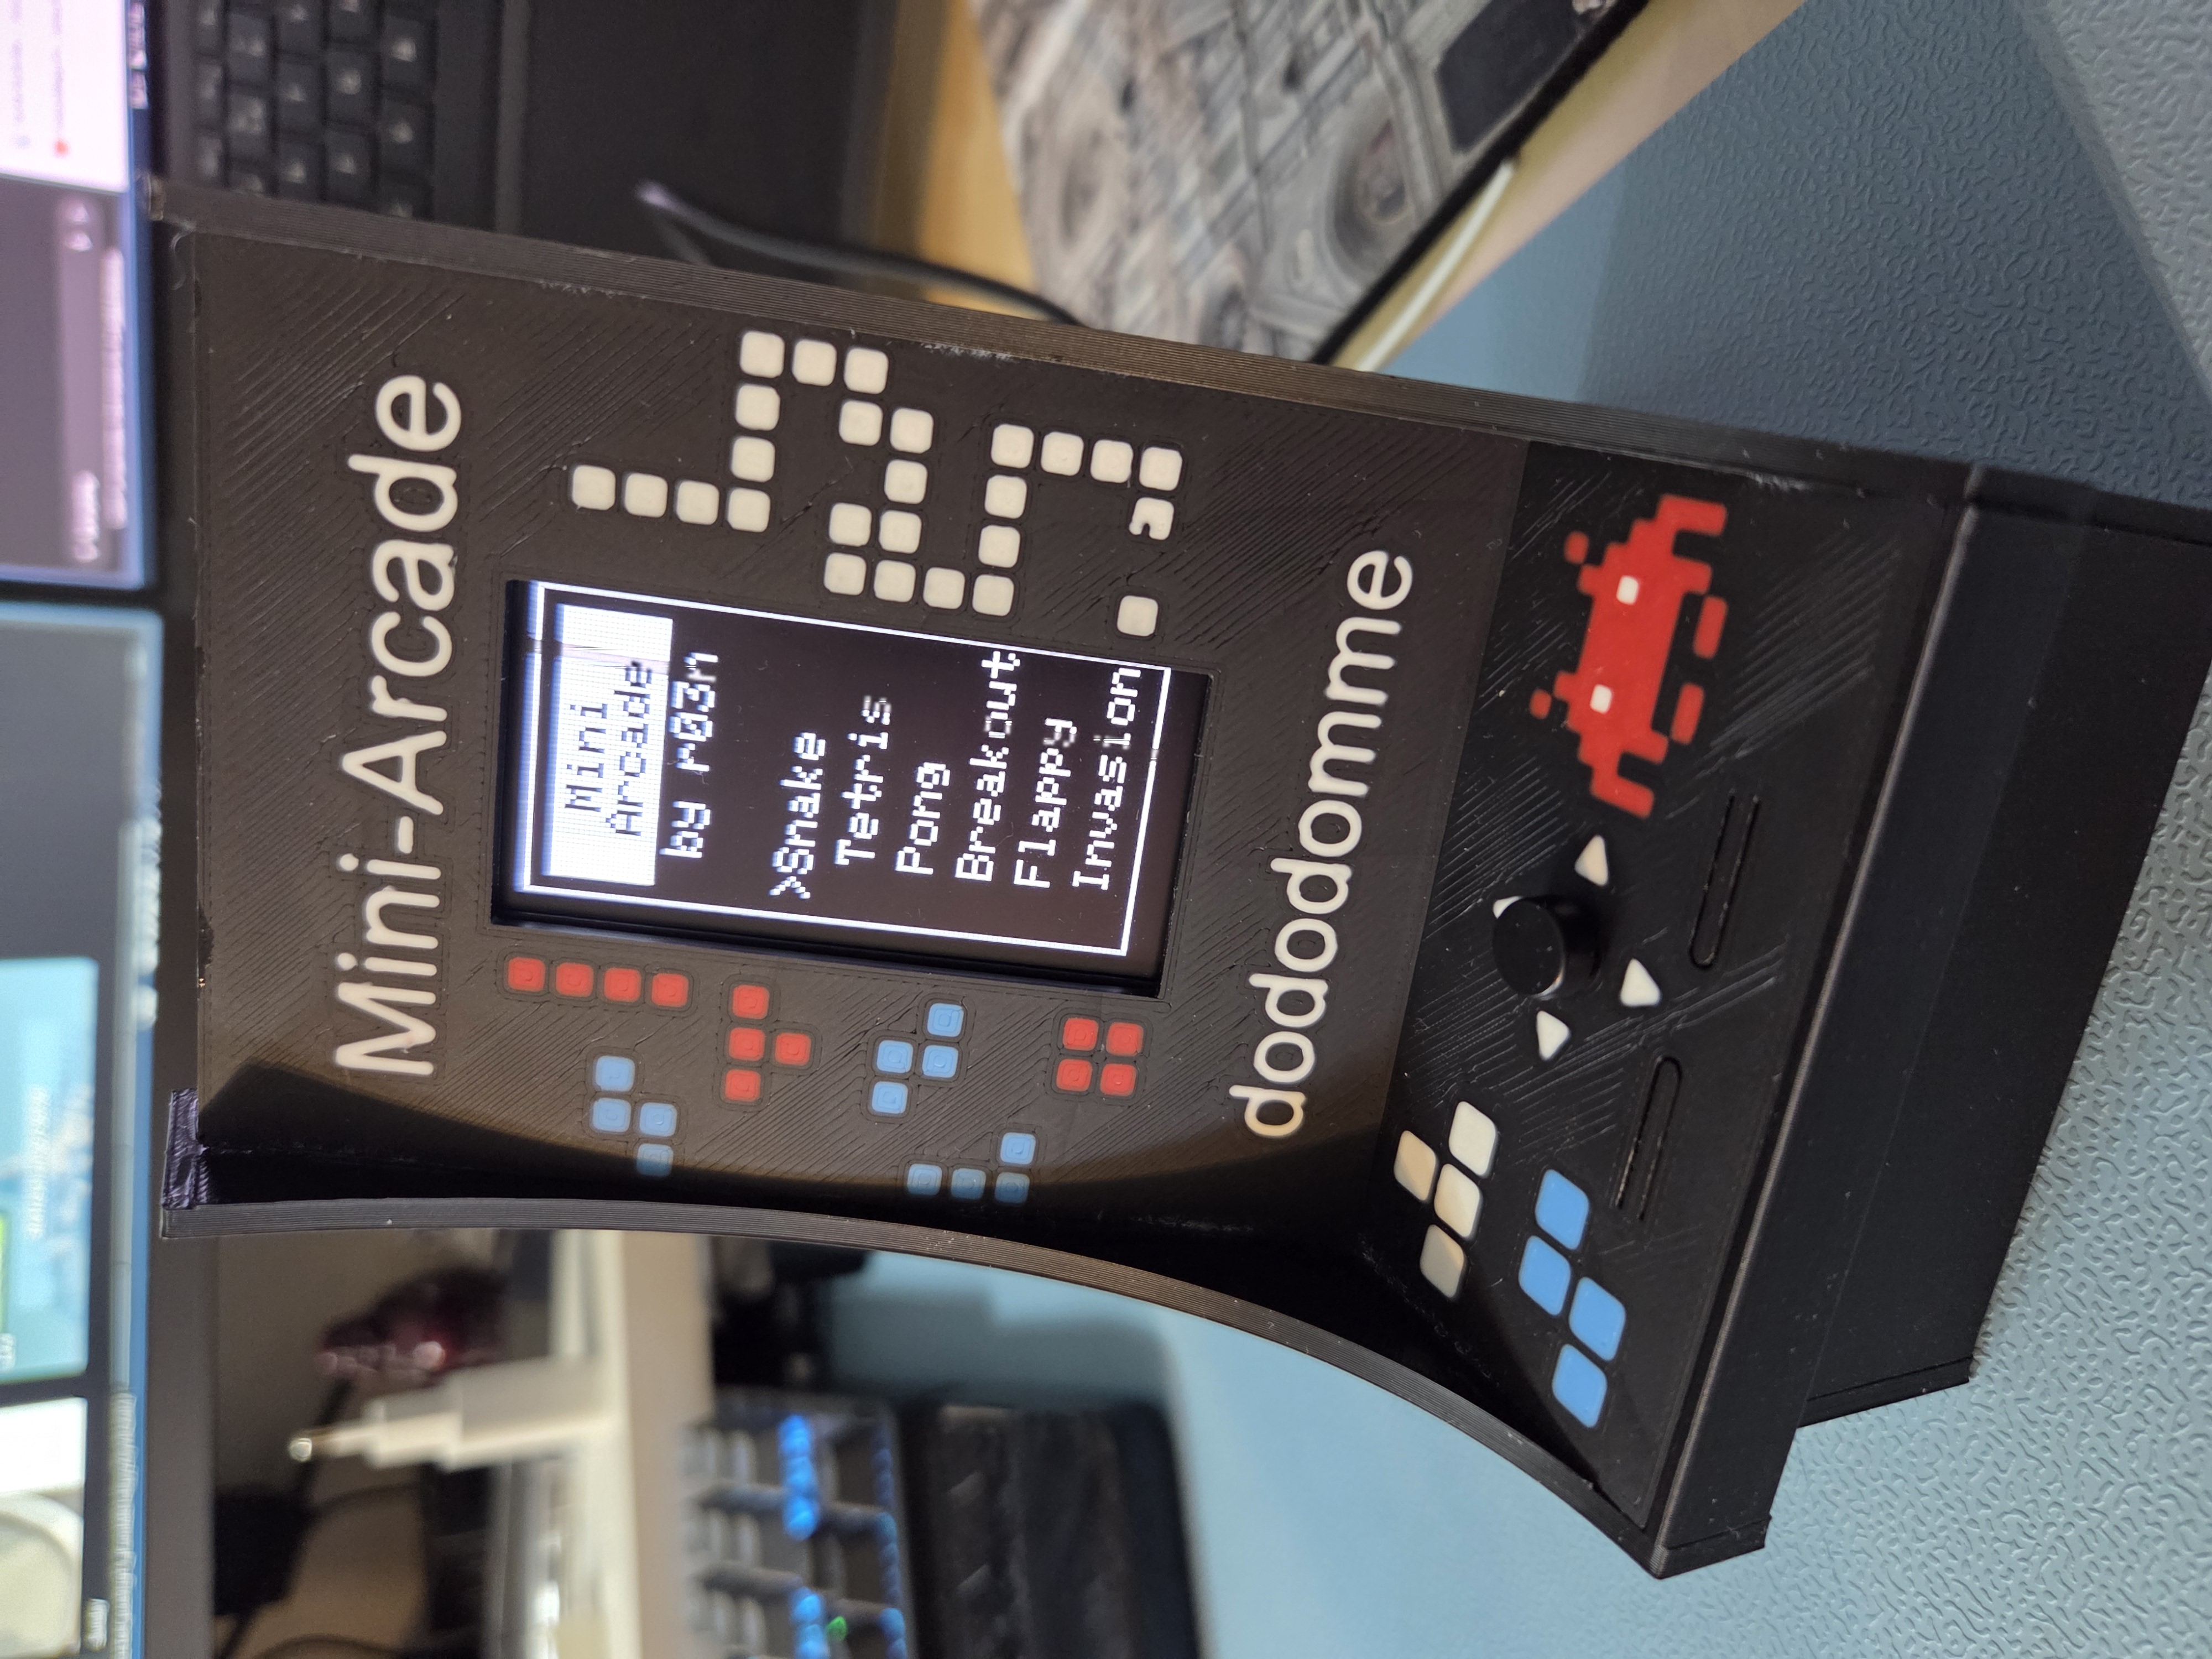 Mini-Arcade
Mini
Arcade
by r03n
>Snake
Tetris
Pong
Breakout
Flappy
Invasion
dododomme